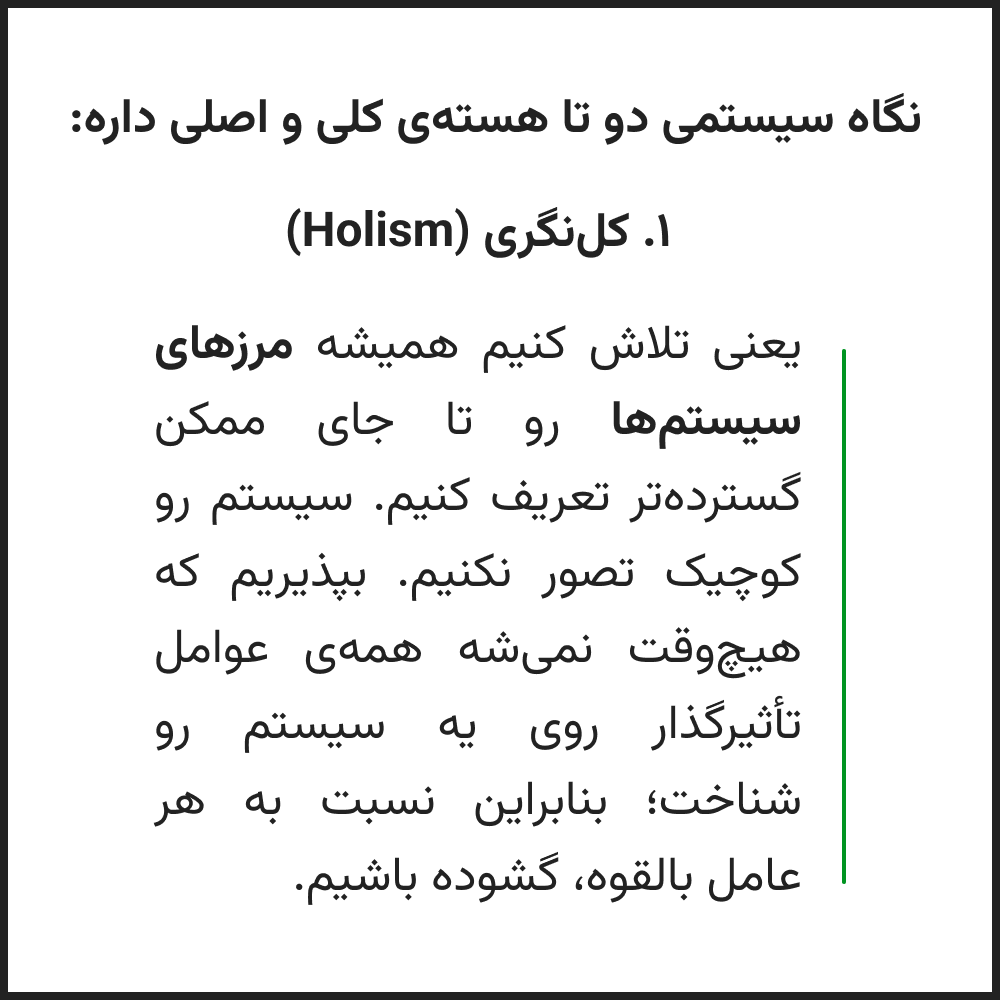 نگاه سیستمی دو تا هسته‌ی کلی و اصلی داره:
۱. کل‌نگری (Holism)
یعنی تلاش کنیم همیشه مرزهای
سیستم‌ها رو تا جای ممکن
گسترده‌تر تعریف کنیم. سیستم رو
کوچیک تصور نکنیم. بپذیریم که
هیچ‌وقت نمی‌شه همه‌ی عوامل
تأثیرگذار روی یه سیستم رو
شناخت؛ بنابراین نسبت به هر
عامل بالقوه، گشوده باشیم.